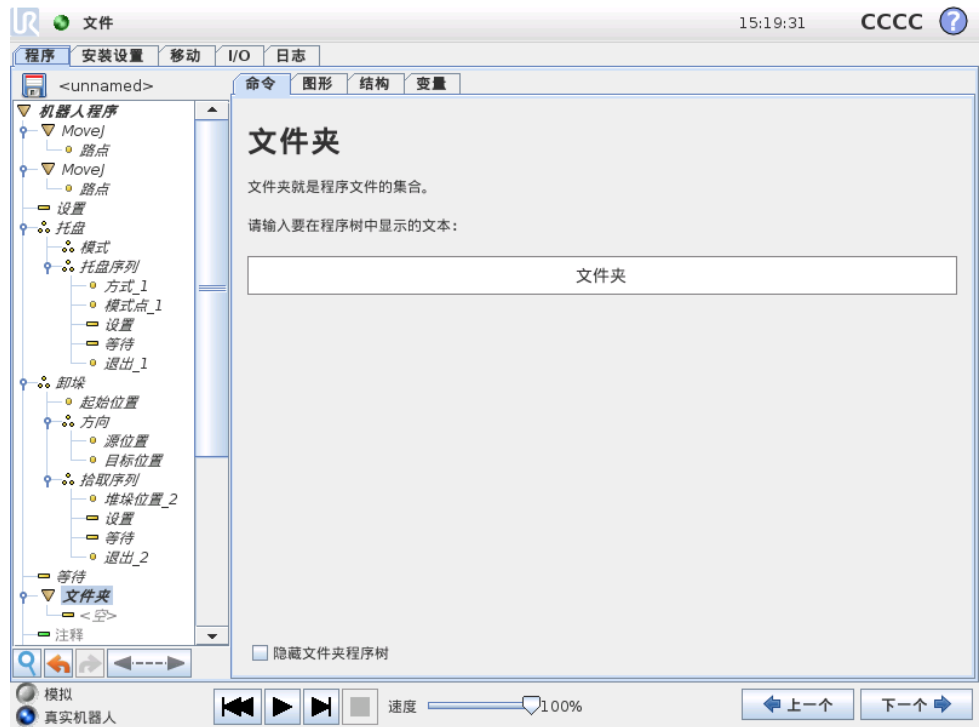 UR 文件 15:19:31 CCCC ?
程序 安装设置 移动 I/O 日志
<unnamed>
命令 图形 结构 变量
机器人程序
MoveJ
路点
MoveJ
路点
设置
托盘
模式
托盘序列
方式_1
模式点_1
设置
等待
退出_1
卸垛
起始位置
方向
源位置
目标位置
拾取序列
堆垛位置_2
设置
等待
退出_2
等待
文件夹
<空>
注释
文件夹
文件夹就是程序文件的集合。
请输入要在程序树中显示的文本：
文件夹
隐藏文件夹程序树
模拟
真实机器人
速度 100%
上一个 下一个